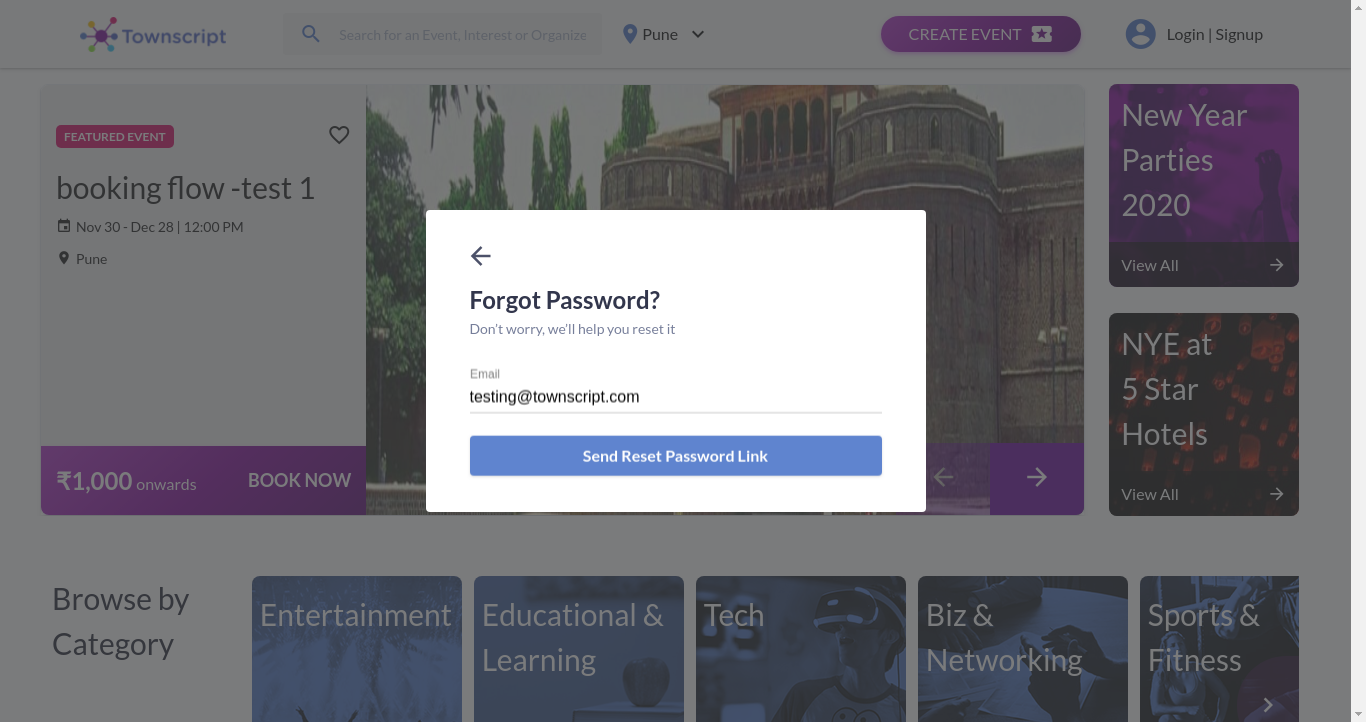 Townscript
Search for an Event, Interest or Organize
Pune
CREATE EVENT
Login | Signup
FEATURED EVENT
booking flow -test 1
Nov 30 - Dec 28 | 12:00 PM
Pune
₹1,000 onwards
BOOK NOW
Forgot Password?
Don't worry, we'll help you reset it
Email
testing@townscript.com
Send Reset Password Link
New Year
Parties
2020
View All
NYE at
5 Star
Hotels
View All
Browse by
Category
Entertainment
Educational &
Learning
Tech
Biz &
Networking
Sports &
Fitness